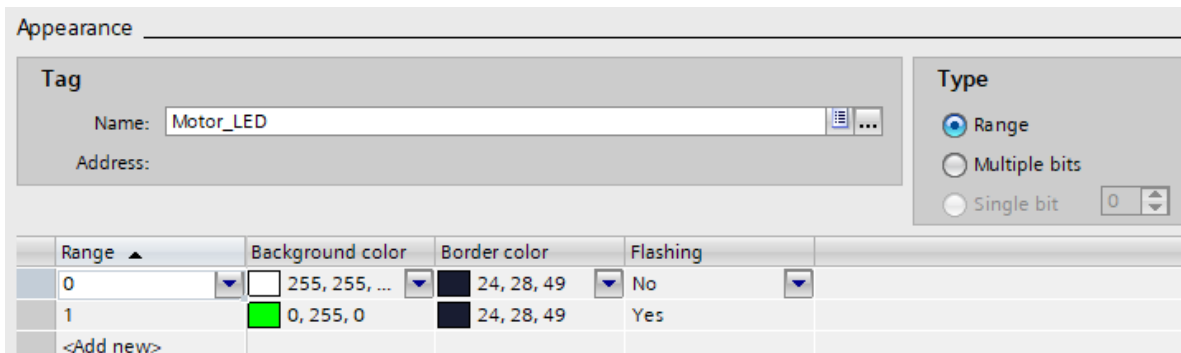 Appearance
Tag
Type
Name: Motor_LED ...
Range
Address:
Multiple bits
Single bit 0
Range Background color Border color Flashing
0 255, 255, ... 24, 28, 49 No
1 0, 255, 0 24, 28, 49 Yes
<Add new>